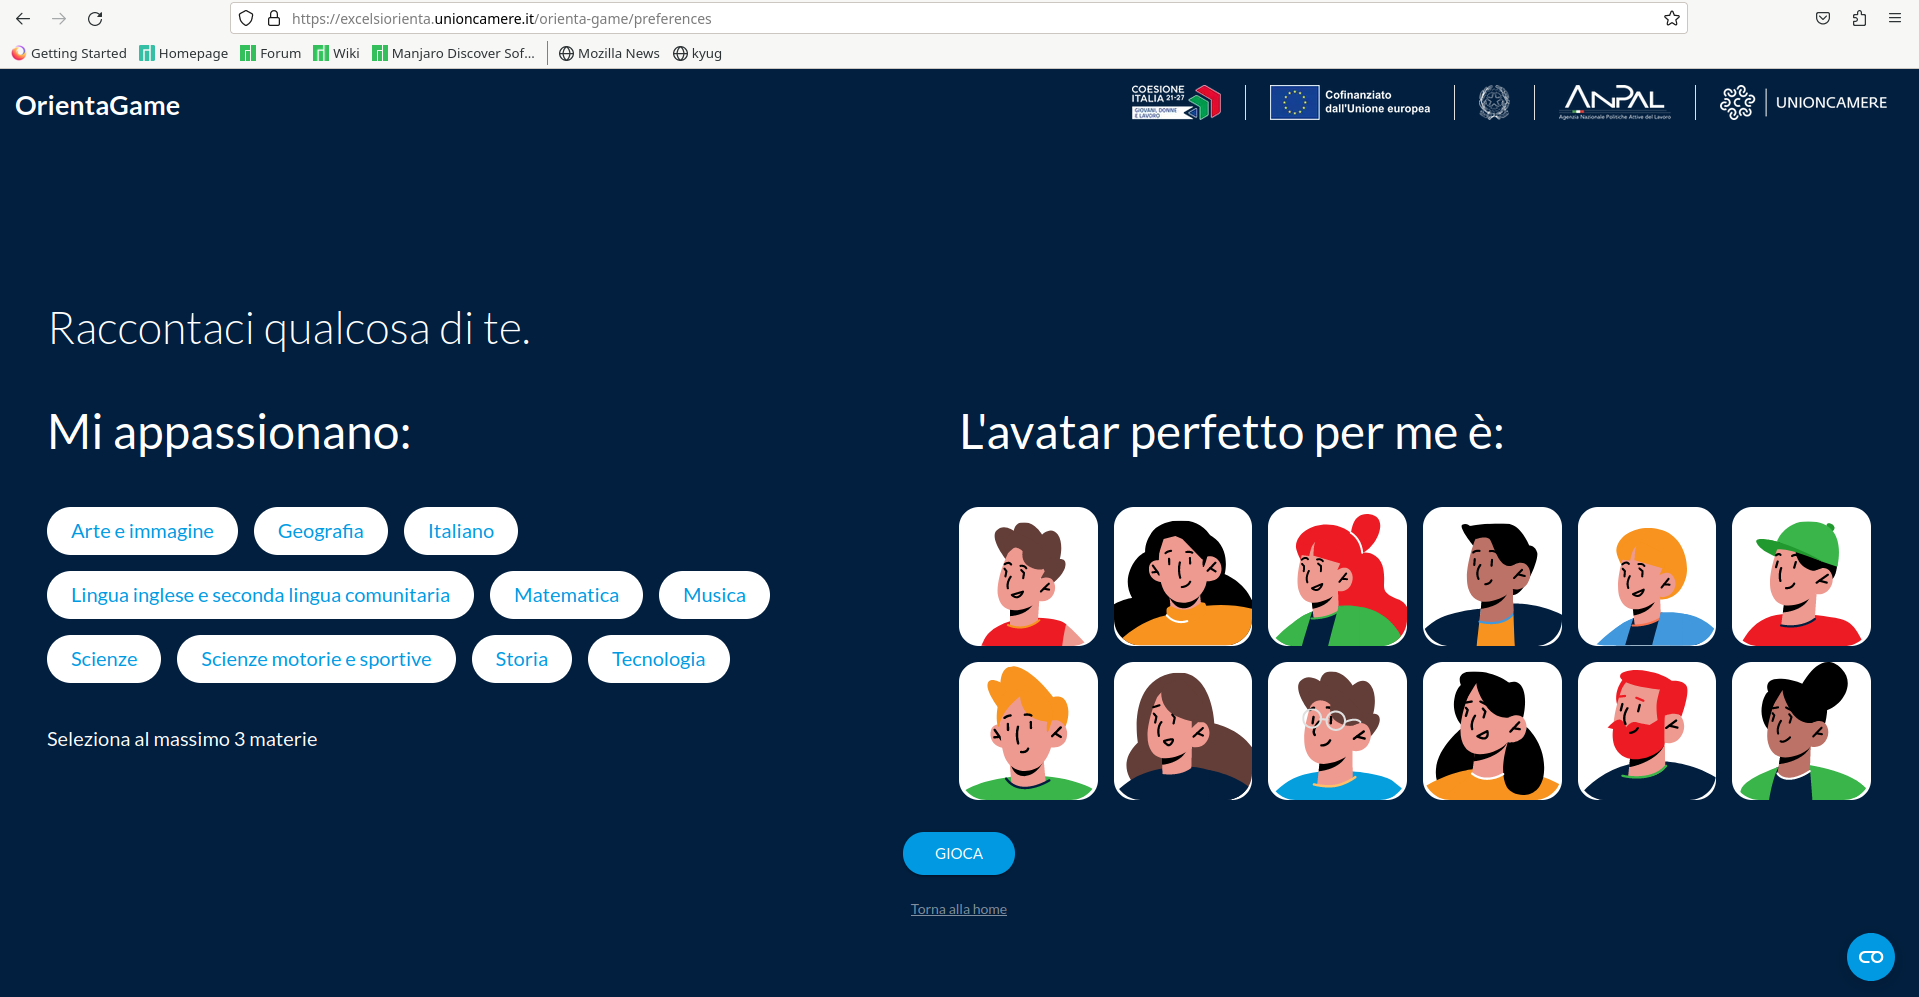 https://excelsiorienta.unioncamere.it/orienta-game/preferences
Getting Started Homepage Forum Wiki Manjaro Discover Sof... Mozilla News kyug
OrientaGame
COESIONE
ITALIA 21-27
GIOVANI, DONNE
E LAVORO
Cofinanziato
dall'Unione europea
ANPAL
Agenzia Nazionale Politiche Attive del Lavoro
UNIONCAMERE
Raccontaci qualcosa di te.
Mi appassionano:
Arte e immagine Geografia Italiano
Lingua inglese e seconda lingua comunitaria Matematica Musica
Scienze Scienze motorie e sportive Storia Tecnologia
Seleziona al massimo 3 materie
L'avatar perfetto per me è:
GIOCA
Torna alla home